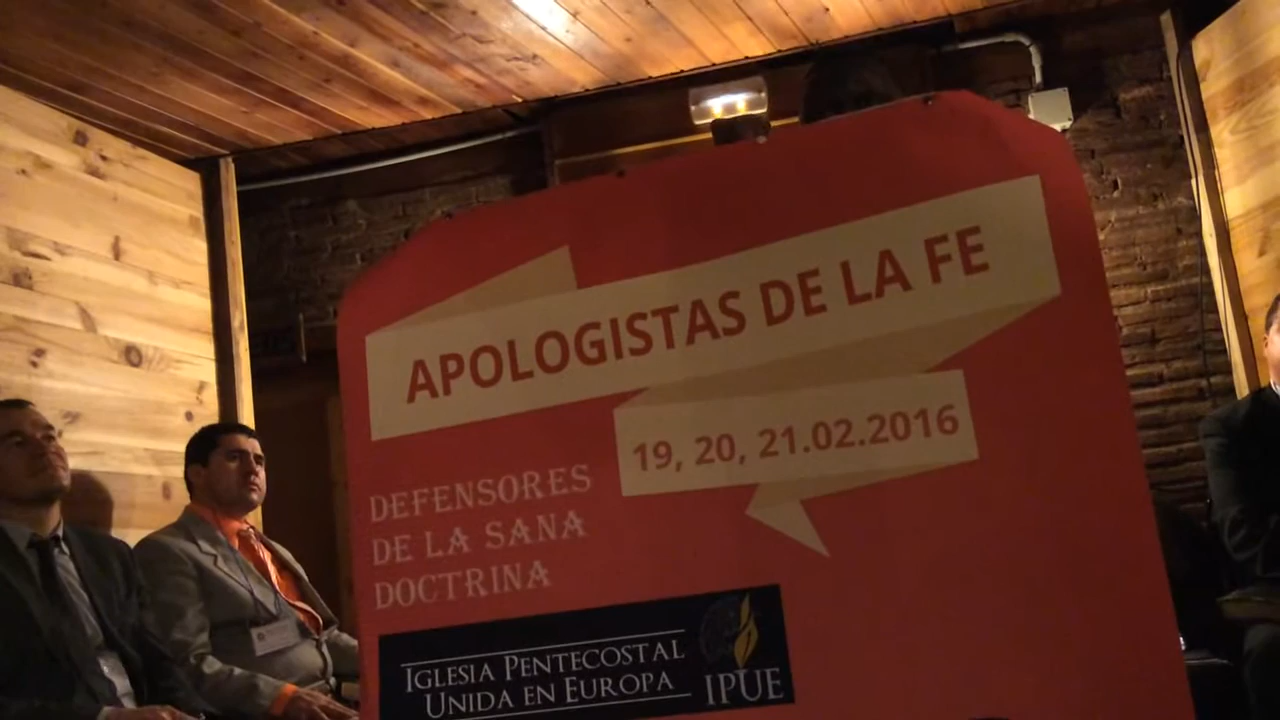 APOLOGISTAS DE LA FE
19, 20, 21.02.2016
DEFENSORES
DE LA SANA
DOCTRINA
IGLESIA PENTECOSTAL
UNIDA EN EUROPA
IPUE